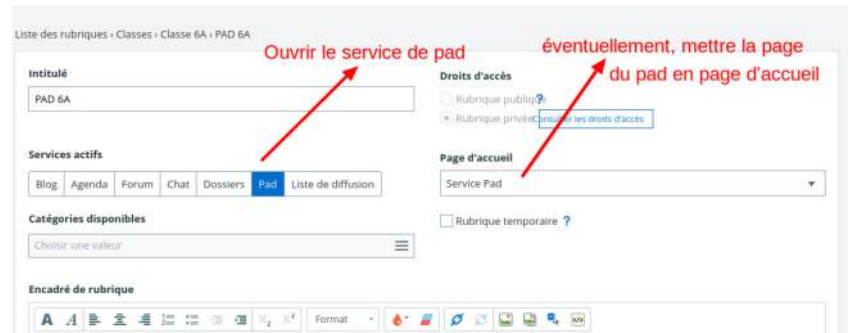 Liste des rubriques › Classes › Classe 6A › PAD 6A
Ouvrir le service de pad
éventuellement, mettre la page
du pad en page d'accueil
Intitulé
PAD 6A
Droits d'accès
Rubrique publique ?
Rubrique privée Consulter les droits d'accès
Services actifs
Blog Agenda Forum Chat Dossiers Pad Liste de diffusion
Page d'accueil
Service Pad
Catégories disponibles
Choisir une valeur
Rubrique temporaire ?
Encadré de rubrique
A A X₂ X² Format